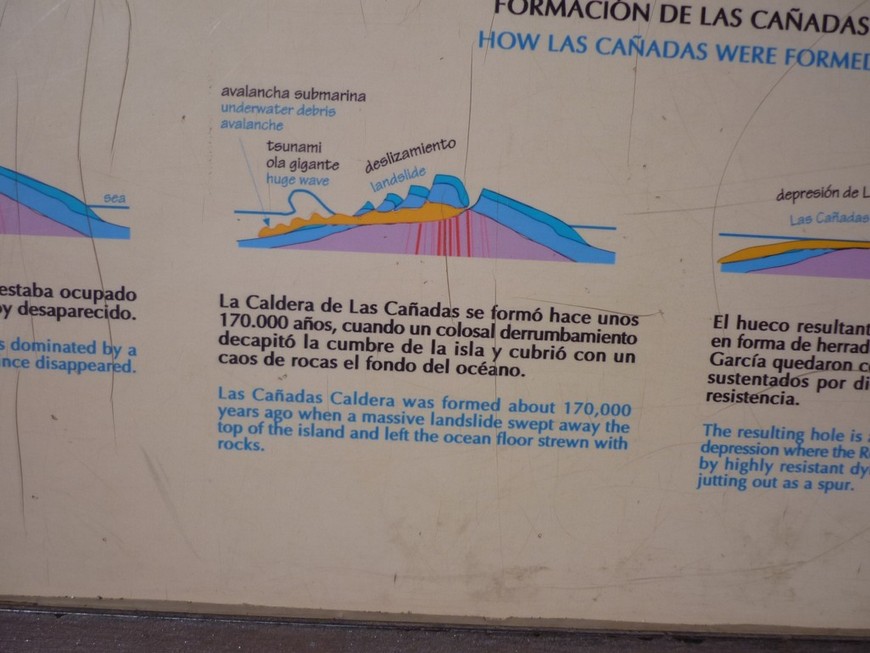 FORMACIÓN DE LAS CAÑADAS
HOW LAS CAÑADAS WERE FORMED
sea
estaba ocupado
desaparecido.
dominated by a
disappeared.
avalancha submarina
underwater debris
avalanche
tsunami
ola gigante
huge wave
deslizamiento
landslide
La Caldera de Las Cañadas se formó hace unos
170.000 años, cuando un colosal derrumbamiento
decapitó la cumbre de la isla y cubrió con un
caos de rocas el fondo del océano.
Las Cañadas Caldera was formed about 170,000
years ago when a massive landslide swept away the
top of the island and left the ocean floor strewn with
rocks.
depresión de
Las Cañadas
El hueco
en forma de
García quedaron
sustentados por
resistencia.
The resulting hole is
depression where the
by highly resistant
jutting out as a spur.